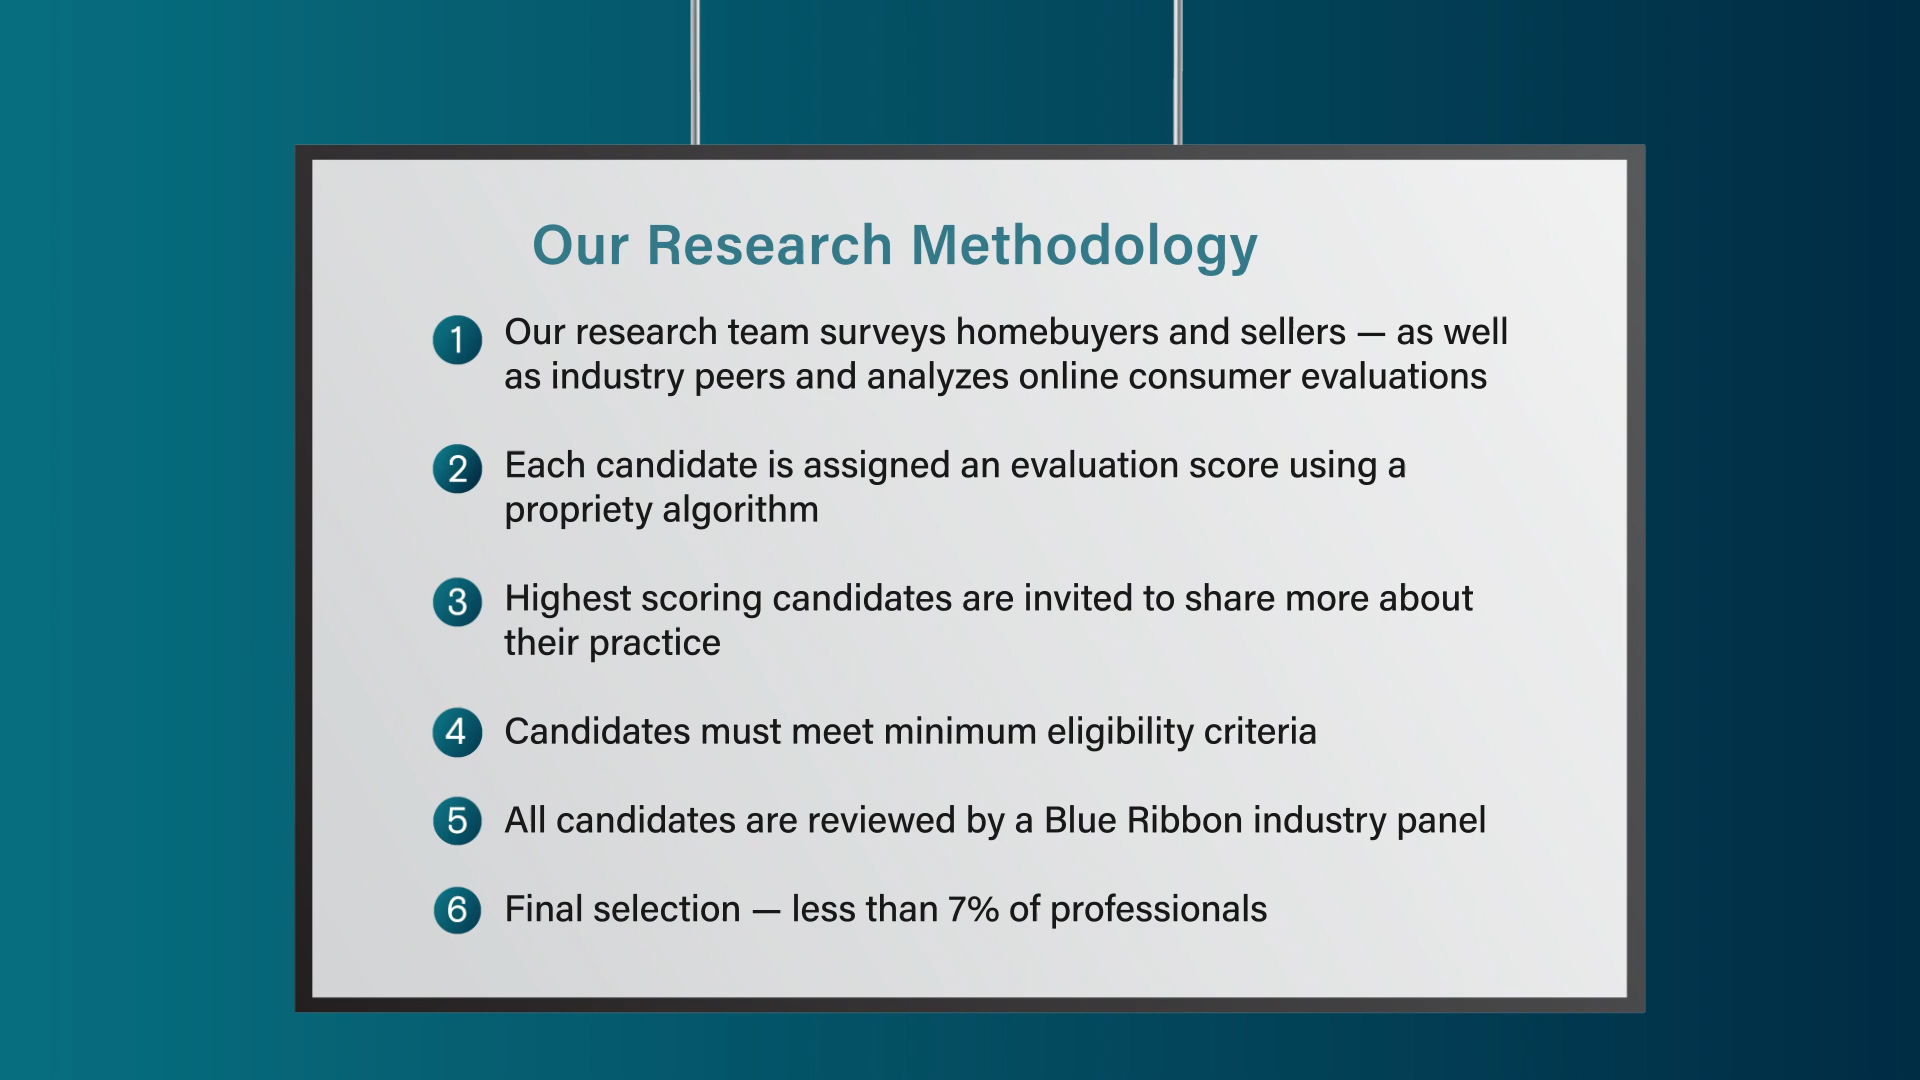 Our Research Methodology
1 Our research team surveys homebuyers and sellers — as well
as industry peers and analyzes online consumer evaluations
2 Each candidate is assigned an evaluation score using a
propriety algorithm
3 Highest scoring candidates are invited to share more about
their practice
4 Candidates must meet minimum eligibility criteria
5 All candidates are reviewed by a Blue Ribbon industry panel
6 Final selection — less than 7% of professionals